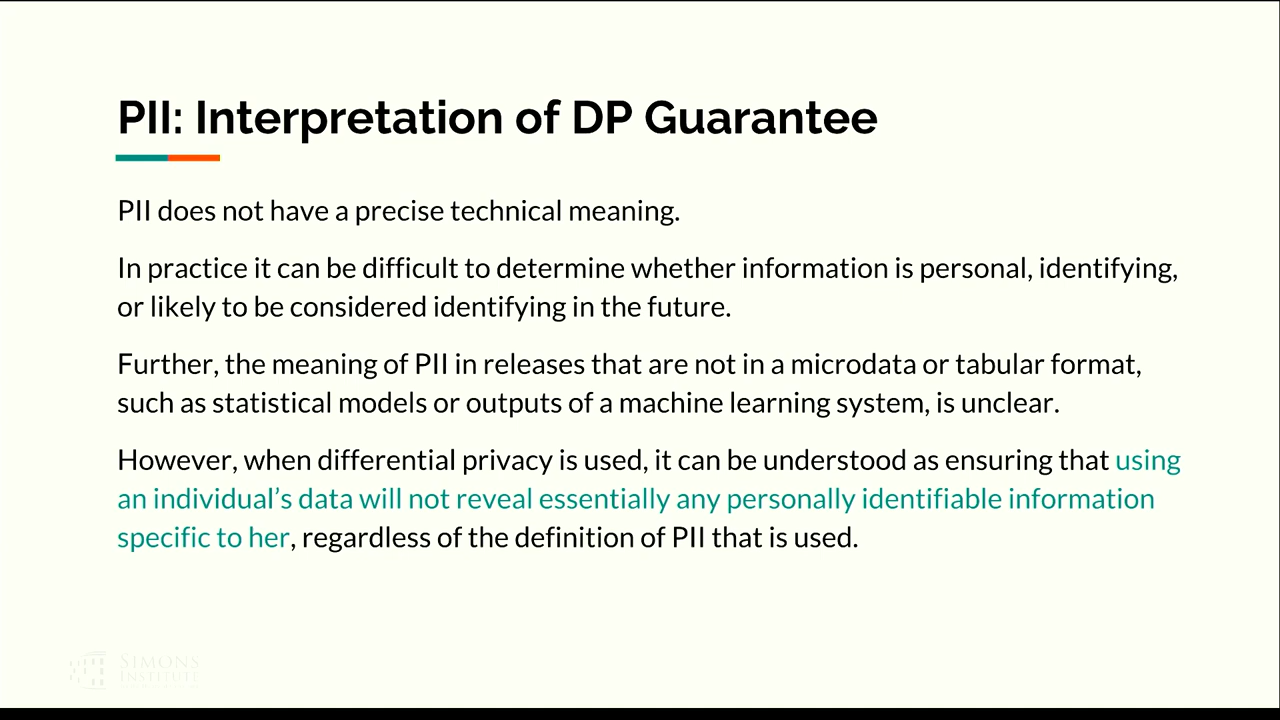 PII: Interpretation of DP Guarantee
PII does not have a precise technical meaning.
In practice it can be difficult to determine whether information is personal, identifying,
or likely to be considered identifying in the future.
Further, the meaning of PII in releases that are not in a microdata or tabular format,
such as statistical models or outputs of a machine learning system, is unclear.
However, when differential privacy is used, it can be understood as ensuring that using
an individual’s data will not reveal essentially any personally identifiable information
specific to her, regardless of the definition of PII that is used.
SIMONS
INSTITUTE